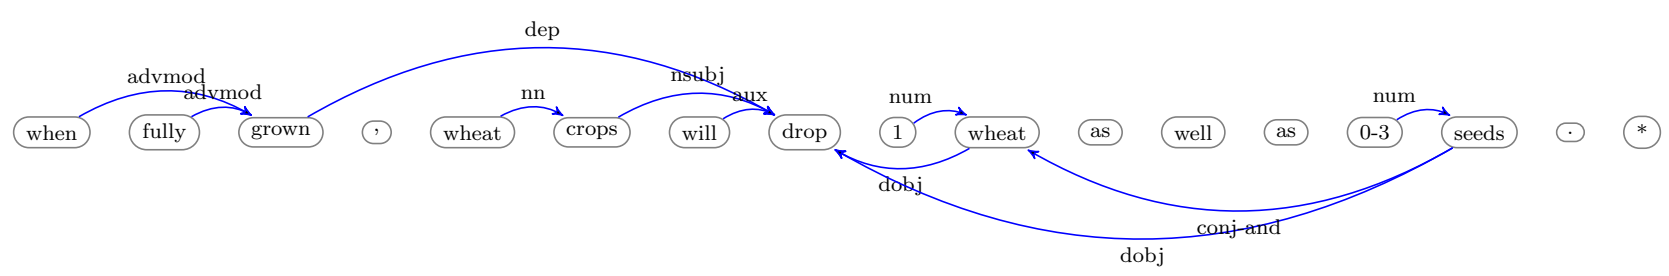 dep
advmod
nsubj
advmod
nn
aux
num
num
when fully grown , wheat crops will drop 1 wheat as well as 0-3 seeds . *
dobj
conj and
dobj